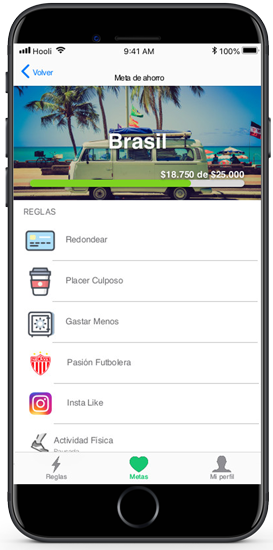 Hooli 9:41 AM 100%
Volver Meta de ahorro
Brasil
$18.750 de $25.000
REGLAS
Redondear
Placer Culposo
Gastar Menos
Pasión Futbolera
Insta Like
Actividad Física
Reglas Metas Mi perfil